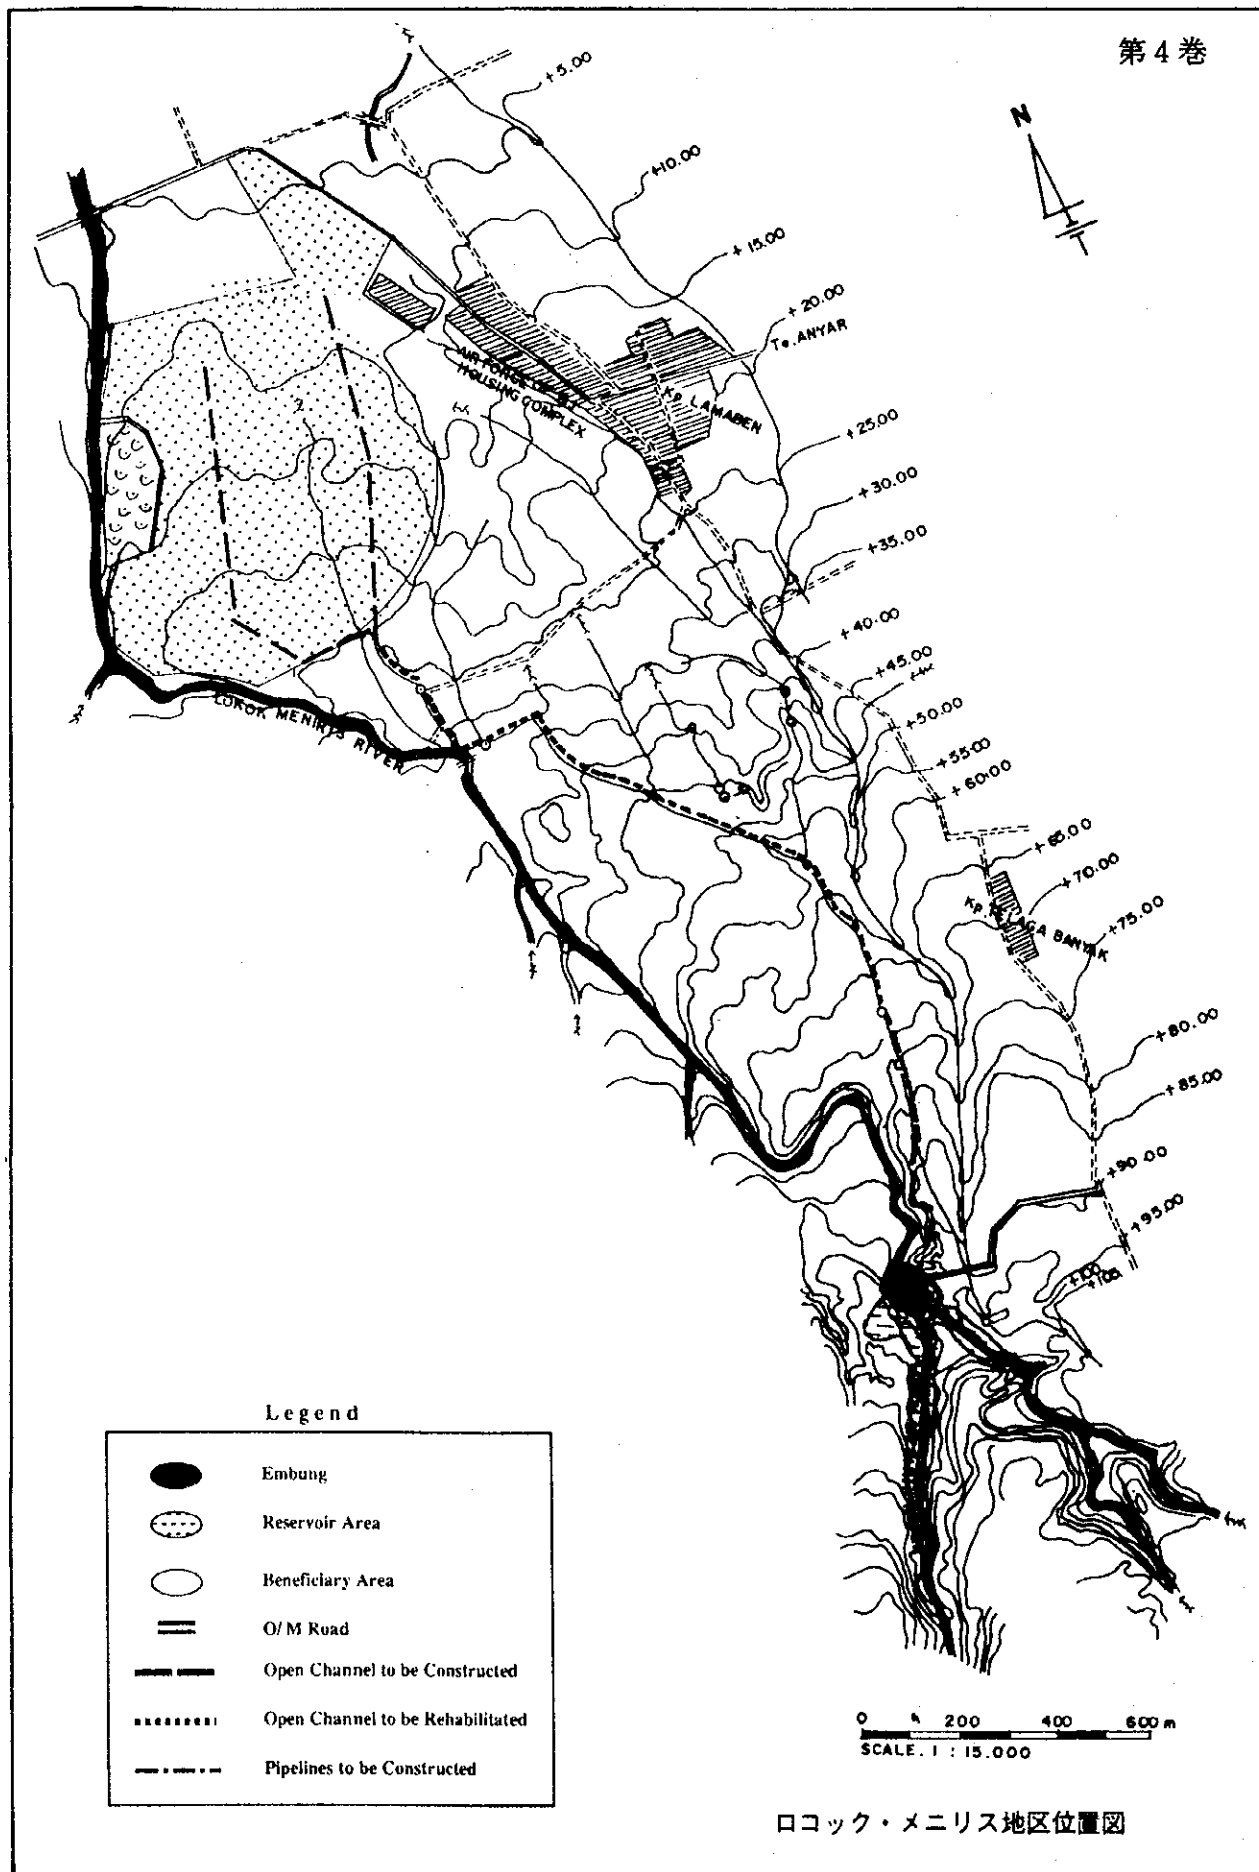 第4巻
+5.00
N
+10.00
+15.00
+20.00
Te. ANYAR
AIR FORCE
HOUSING COMPLEX
Kp. LAMABEN
+25.00
+30.00
+35.00
+40.00
+45.00
+50.00
LOKOK MENIRIS RIVER
+55.00
+60.00
+65.00
+70.00
Kp. TELAGA BANYAK
+75.00
+80.00
+85.00
+90.00
+95.00
+100
+105
Legend
Embung
Reservoir Area
Beneficiary Area
O/M Road
Open Channel to be Constructed
Open Channel to be Rehabilitated
Pipelines to be Constructed
0 200 400 600 m
SCALE. 1 : 15.000
ロコック・メニリス地区位置図